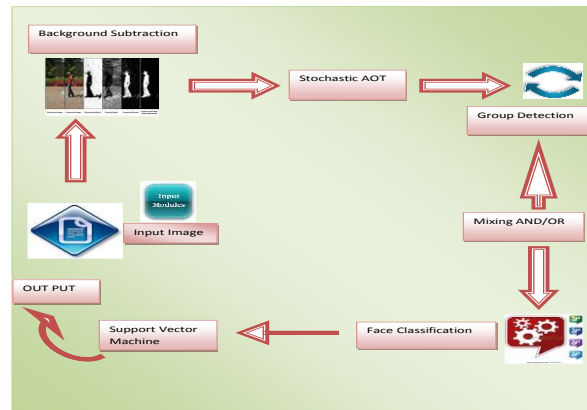 Background Subtraction
Stochastic AOT
Group Detection
Input
Modules
Input Image
Mixing AND/OR
OUT PUT
Support Vector
Machine
Face Classification